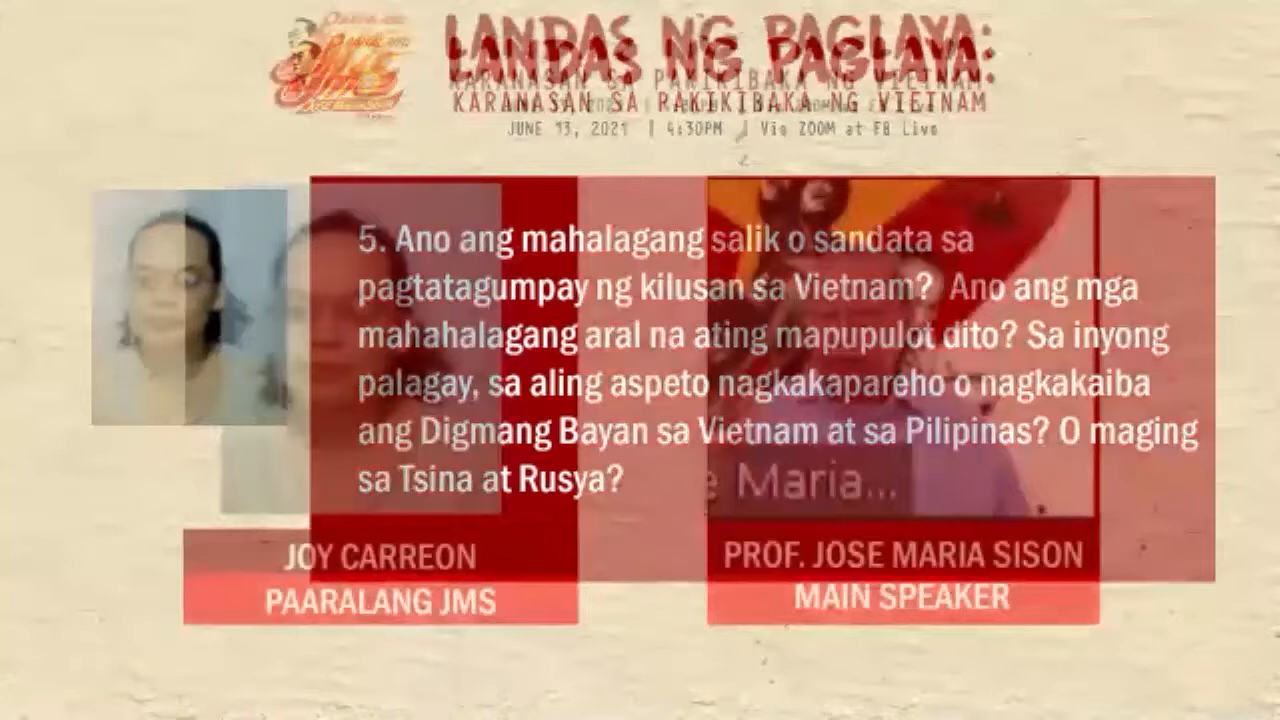 LANDAS NG PAGLAYA:
KARANASAN SA PAKIKIBAKA NG VIETNAM
JUNE 13, 2021 | 4:30PM | Via ZOOM at FB Live
5. Ano ang mahalagang salik o sandata sa
pagtatagumpay ng kilusan sa Vietnam? Ano ang mga
mahahalagang aral na ating mapupulot dito? Sa inyong
palagay, sa aling aspeto nagkakapareho o nagkakaiba
ang Digmang Bayan sa Vietnam at sa Pilipinas? O maging
sa Tsina at Rusya?
e Maria...
JOY CARREON
PAARALANG JMS
PROF. JOSE MARIA SISON
MAIN SPEAKER